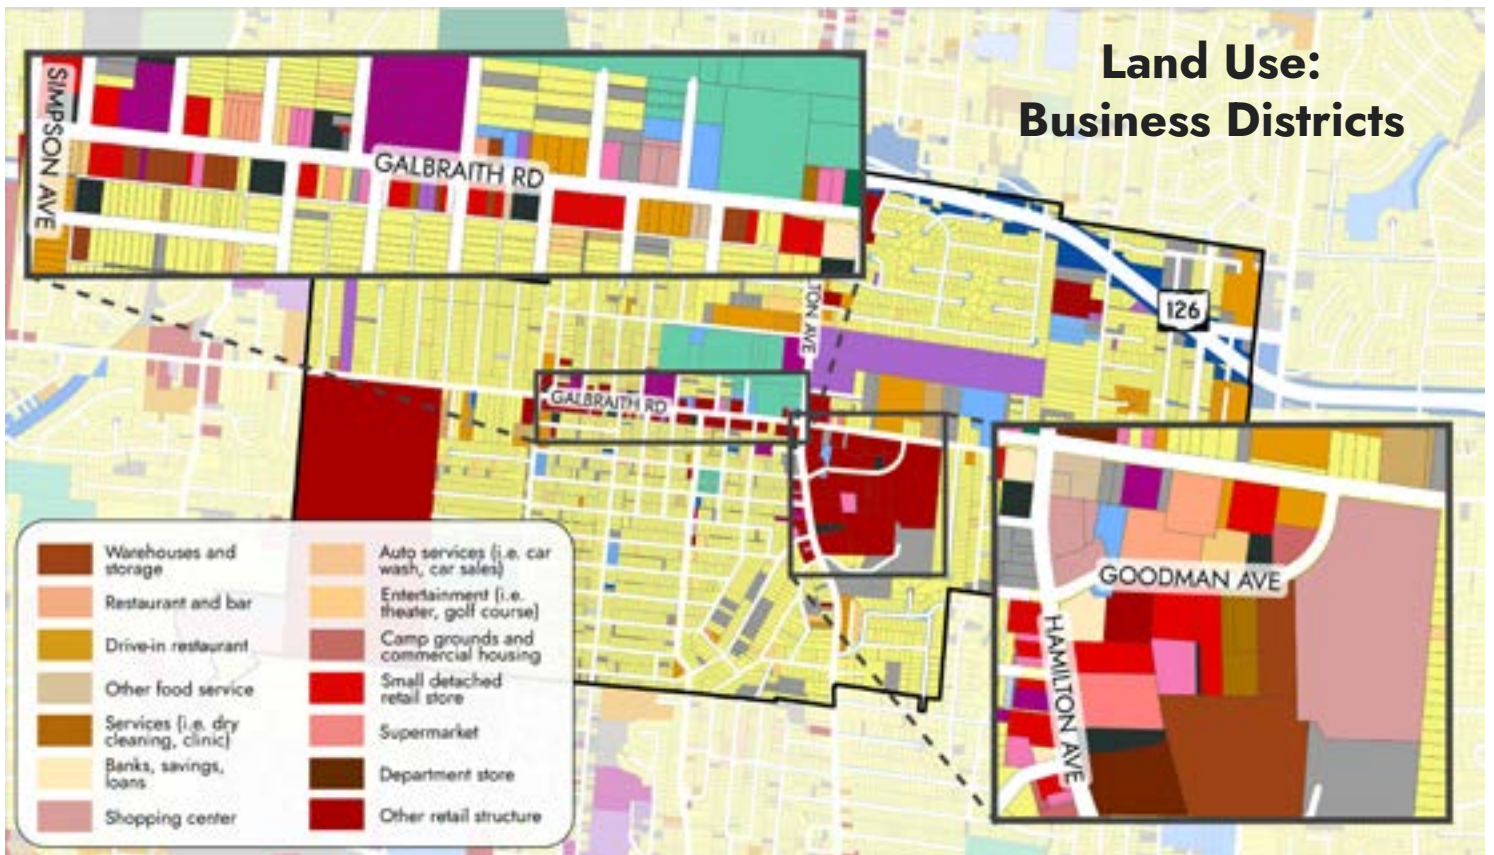 Land Use:
Business Districts
SIMPSON AVE
GALBRAITH RD
TON AVE
126
GALBRAITH RD
GOODMAN AVE
HAMILTON AVE
Warehouses and
storage
Restaurant and bar
Drive-in restaurant
Other food service
Services (i.e. dry
cleaning, clinic)
Banks, savings,
loans
Shopping center
Auto services (i.e. car
wash, car sales)
Entertainment (i.e.
theater, golf course)
Camp grounds and
commercial housing
Small detached
retail store
Supermarket
Department store
Other retail structure